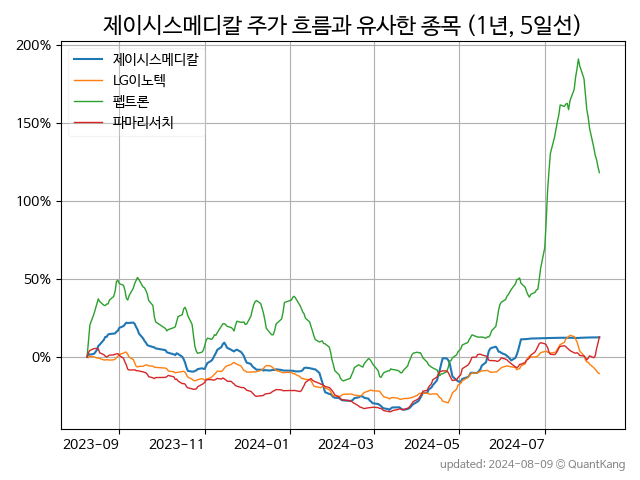 제이시스메디칼 주가 흐름과 유사한 종목 (1년, 5일선)
200%
150%
100%
50%
0%
제이시스메디칼
LG이노텍
펩트론
파마리서치
2023-09
2023-11
2024-01
2024-03
2024-05
2024-07
updated: 2024-08-09 © QuantKang